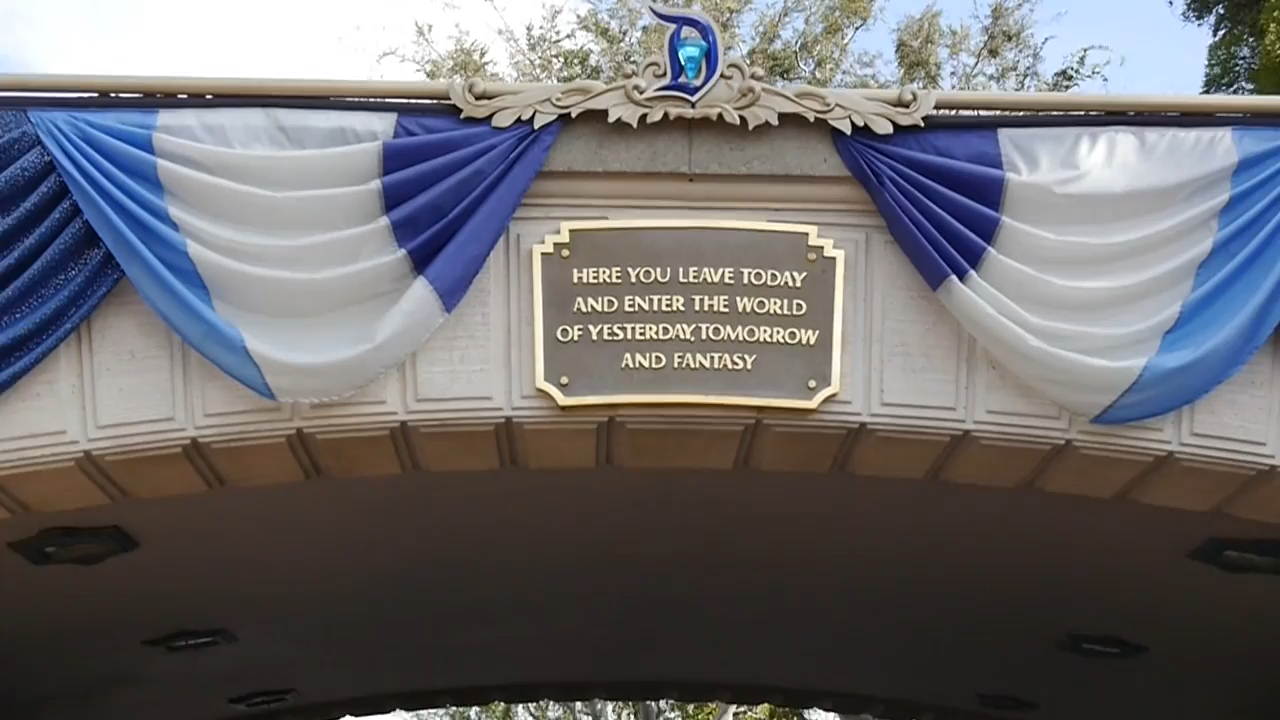 D
HERE YOU LEAVE TODAY
AND ENTER THE WORLD
OF YESTERDAY, TOMORROW
AND FANTASY